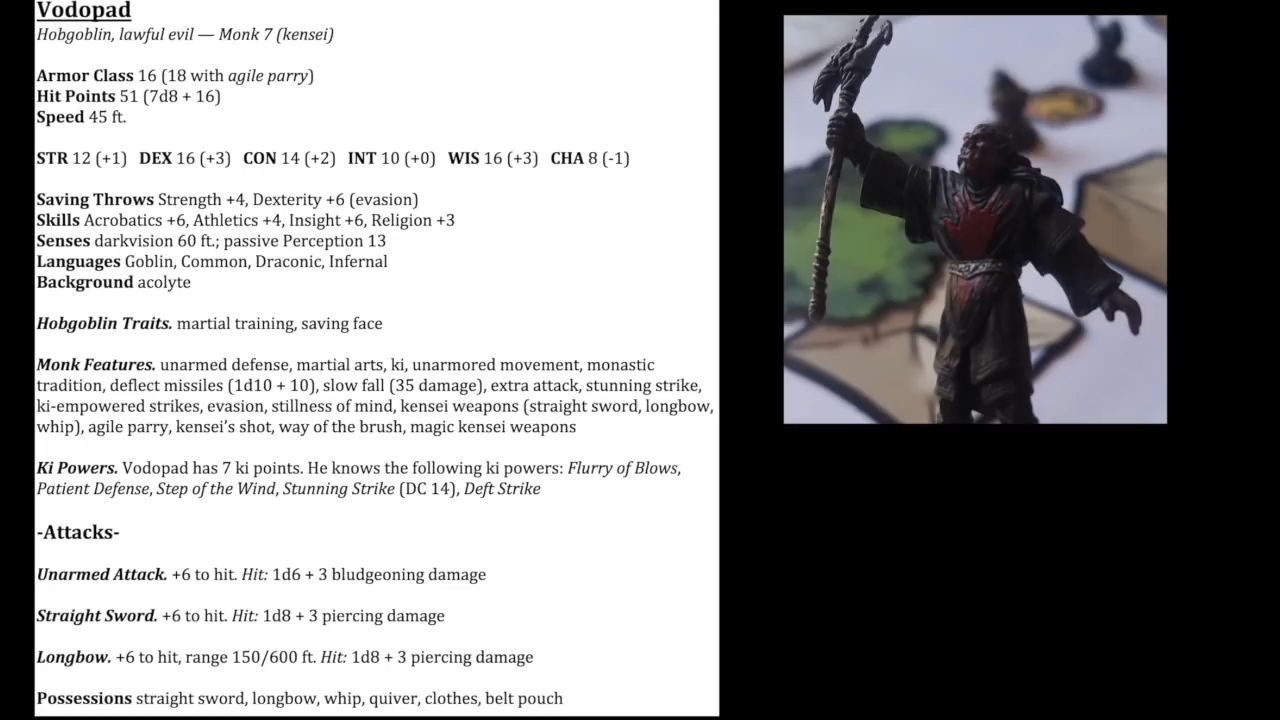 Vodopad
Hobgoblin, lawful evil — Monk 7 (kensei)
Armor Class 16 (18 with agile parry)
Hit Points 51 (7d8 + 16)
Speed 45 ft.
STR 12 (+1) DEX 16 (+3) CON 14 (+2) INT 10 (+0) WIS 16 (+3) CHA 8 (-1)
Saving Throws Strength +4, Dexterity +6 (evasion)
Skills Acrobatics +6, Athletics +4, Insight +6, Religion +3
Senses darkvision 60 ft.; passive Perception 13
Languages Goblin, Common, Draconic, Infernal
Background acolyte
Hobgoblin Traits. martial training, saving face
Monk Features. unarmed defense, martial arts, ki, unarmored movement, monastic
tradition, deflect missiles (1d10 + 10), slow fall (35 damage), extra attack, stunning strike,
ki-empowered strikes, evasion, stillness of mind, kensei weapons (straight sword, longbow,
whip), agile parry, kensei’s shot, way of the brush, magic kensei weapons
Ki Powers. Vodopad has 7 ki points. He knows the following ki powers: Flurry of Blows,
Patient Defense, Step of the Wind, Stunning Strike (DC 14), Deft Strike
-Attacks-
Unarmed Attack. +6 to hit. Hit: 1d6 + 3 bludgeoning damage
Straight Sword. +6 to hit. Hit: 1d8 + 3 piercing damage
Longbow. +6 to hit, range 150/600 ft. Hit: 1d8 + 3 piercing damage
Possessions straight sword, longbow, whip, quiver, clothes, belt pouch